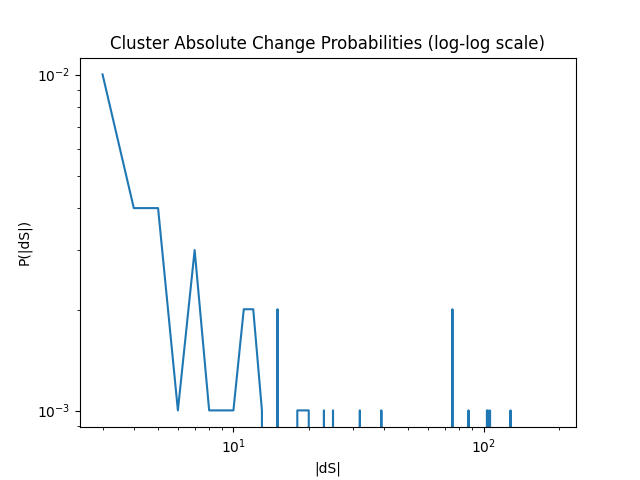 Cluster Absolute Change Probabilities (log-log scale)
10⁻²
P(|dS|)
10⁻³
10¹ 10²
|dS|